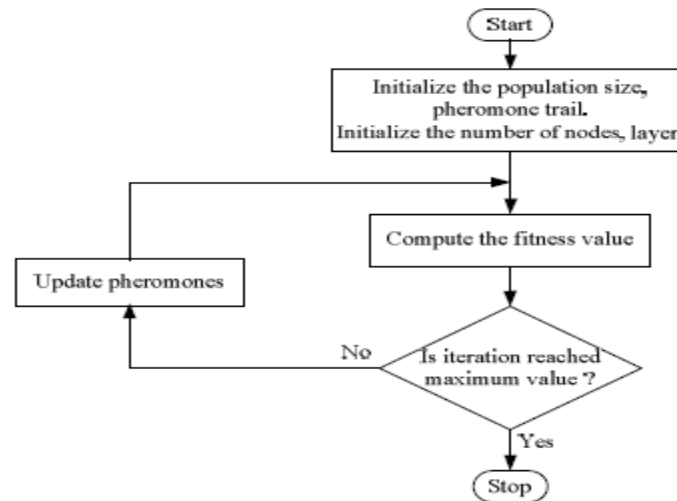 Start
Initialize the population size,
pheromone trail.
Initialize the number of nodes, layer
Compute the fitness value
Update pheromones
No
Is iteration reached
maximum value ?
Yes
Stop